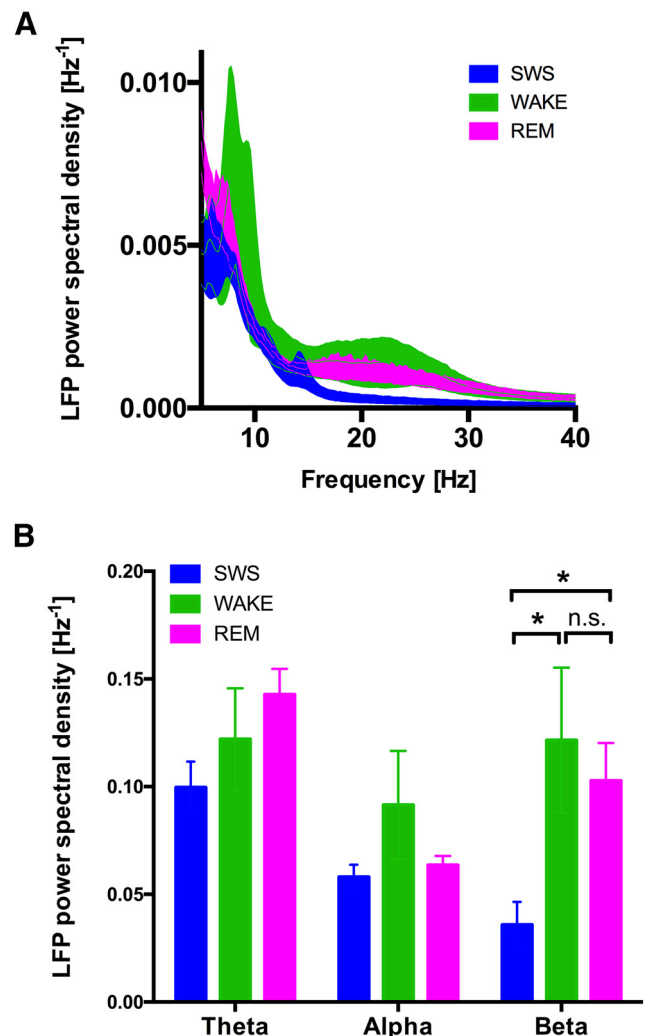 A
LFP power spectral density [Hz-1]
0.010
0.005
0.000
10
20
30
40
Frequency [Hz]
SWS
WAKE
REM
B
LFP power spectral density [Hz-1]
0.20
0.15
0.10
0.05
0.00
SWS
WAKE
REM
*
*
n.s.
Theta
Alpha
Beta